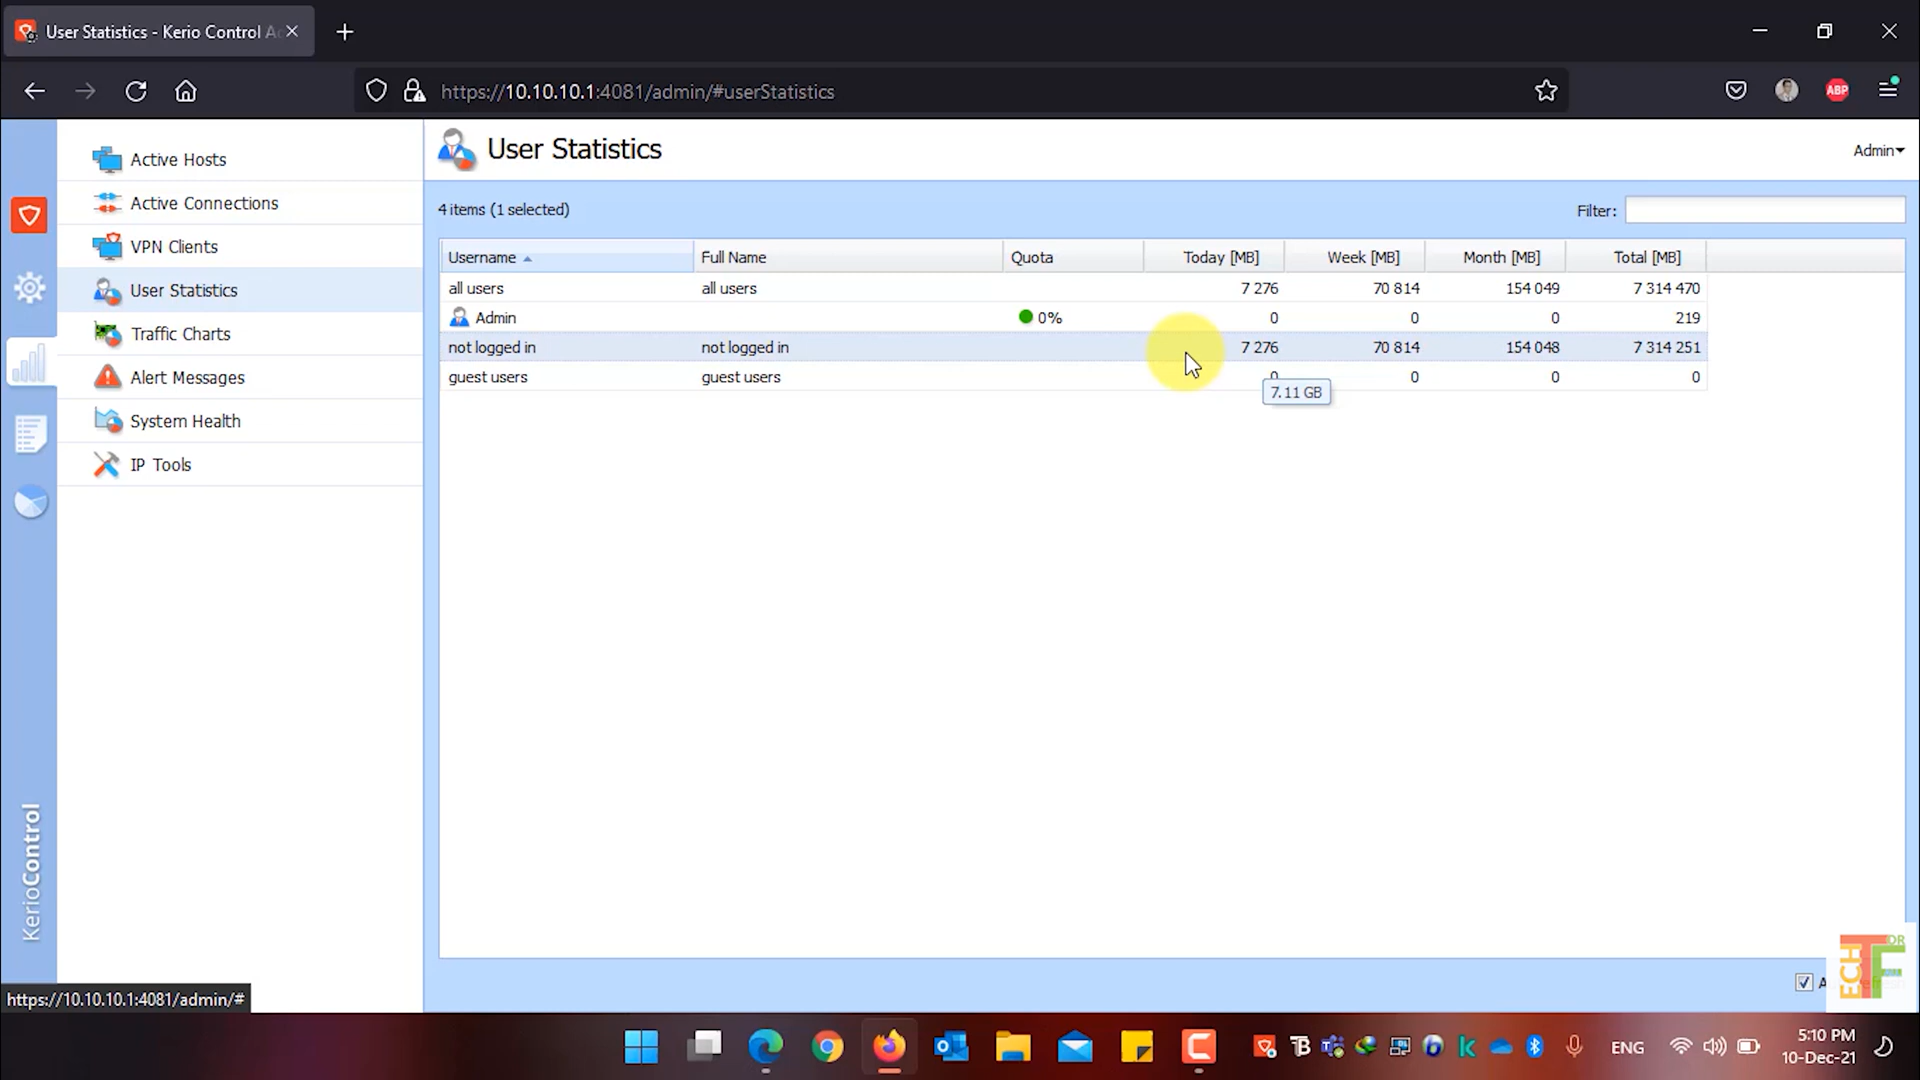 User Statistics - Kerio Control A
https://10.10.10.1:4081/admin/#userStatistics
ABP
Active Hosts
Active Connections
VPN Clients
User Statistics
Traffic Charts
Alert Messages
System Health
IP Tools
KerioControl
User Statistics
Admin
4 items (1 selected)
Filter:
Username Full Name Quota Today [MB] Week [MB] Month [MB] Total [MB]
all users all users 7 276 70 814 154 049 7 314 470
Admin 0% 0 0 0 219
not logged in not logged in 7 276 70 814 154 048 7 314 251
guest users guest users 0 0 0 0
7.11 GB
A
ECH T F OR
https://10.10.10.1:4081/admin/#
ENG
5:10 PM
10-Dec-21